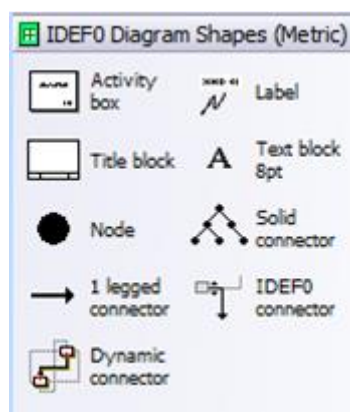 IDEF0 Diagram Shapes (Metric)
Activity
box
Label
Title block
A
Text block
8pt
Node
Solid
connector
1 legged
connector
IDEF0
connector
Dynamic
connector